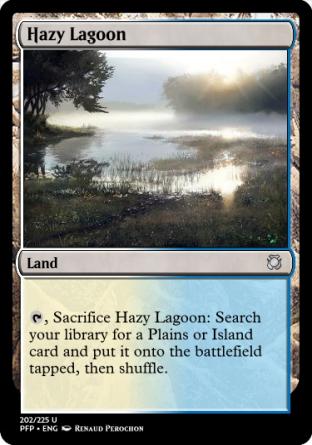 Hazy Lagoon
Land
, Sacrifice Hazy Lagoon: Search
your library for a Plains or Island
card and put it onto the battlefield
tapped, then shuffle.
202/225 U
PFP • ENG Renaud Perochon